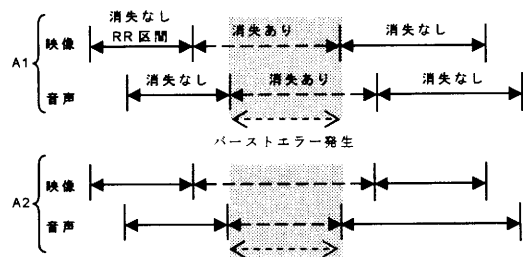 消失なし
RR区間
消失あり
消失なし
A1
映像
消失なし
消失あり
消失なし
音声
バーストエラー発生
A2
映像
音声